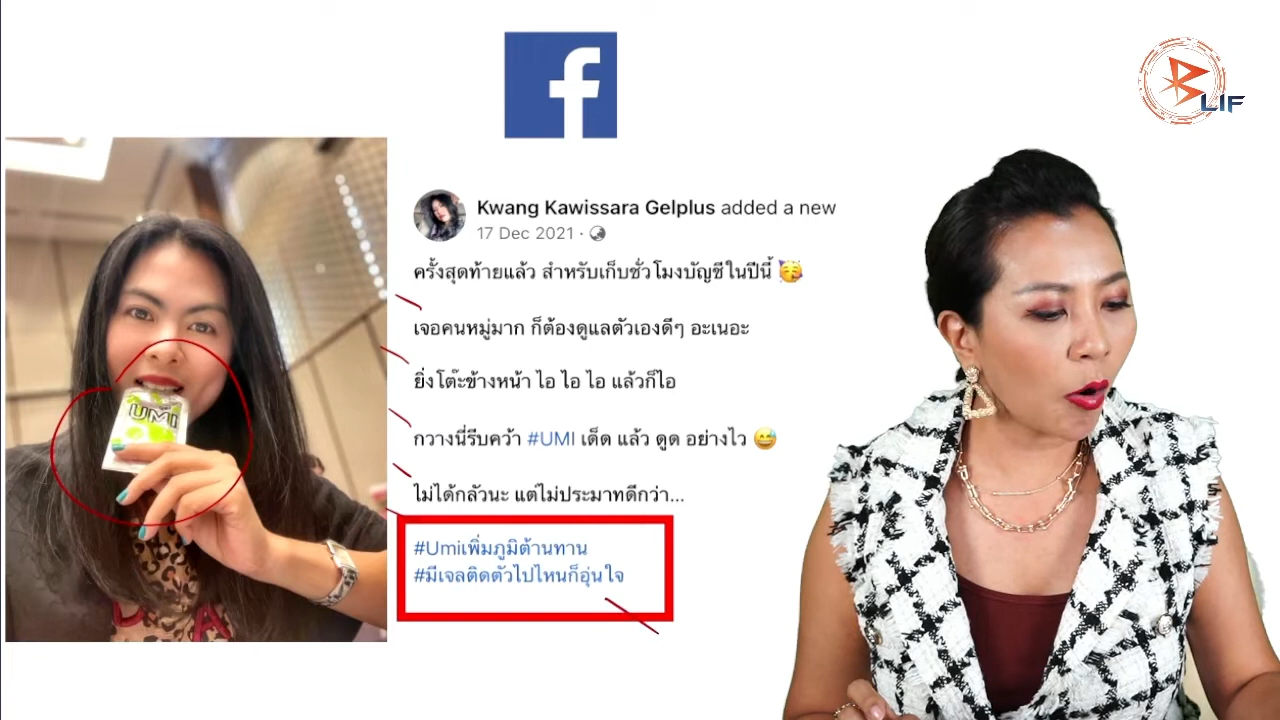 f
B LIF
Kwang Kawissara Gelplus added a new
17 Dec 2021 ·
ครั้งสุดท้ายแล้ว สำหรับเก็บชั่วโมงบัญชีในปีนี้ 🥳
เจอคนหมู่มาก ก็ต้องดูแลตัวเองดีๆ อะเนอะ
ยิ่งโต๊ะข้างหน้า ไอ ไอ ไอ แล้วก็ไอ
กวางนี่รีบคว้า #UMI เด็ด แล้ว ดูด อย่างไว 😅
ไม่ได้กลัวนะ แต่ไม่ประมาทดีกว่า...
#Umiเพิ่มภูมิต้านทาน
#มีเจลติดตัวไปไหนก็อุ่นใจ
UMI